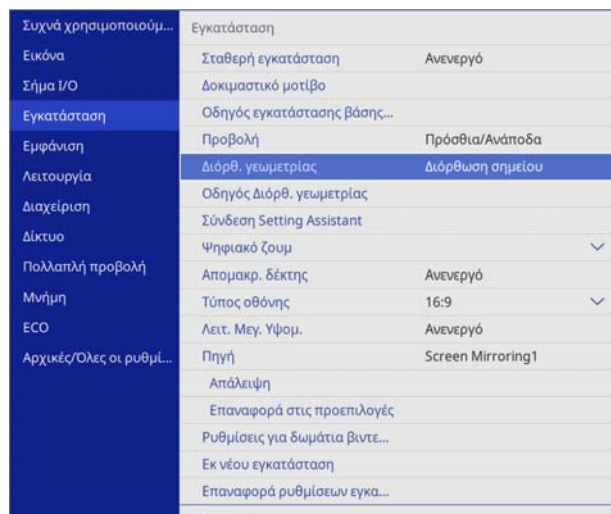 Συχνά χρησιμοποιούμ...
Εικόνα
Σήμα I/O
Εγκατάσταση
Εμφάνιση
Λειτουργία
Διαχείριση
Δίκτυο
Πολλαπλή προβολή
Μνήμη
ECO
Αρχικές/Όλες οι ρυθμί...
Εγκατάσταση
Σταθερή εγκατάσταση Ανενεργό
Δοκιμαστικό μοτίβο
Οδηγός εγκατάστασης βάσης...
Προβολή Πρόσθια/Ανάποδα
Διόρθ. γεωμετρίας Διόρθωση σημείου
Οδηγός Διόρθ. γεωμετρίας
Σύνδεση Setting Assistant
Ψηφιακό ζουμ
Απομακρ. δέκτης Ανενεργό
Τύπος οθόνης 16:9
Λειτ. Μεγ. Υψομ. Ανενεργό
Πηγή Screen Mirroring1
Απάλειψη
Επαναφορά στις προεπιλογές
Ρυθμίσεις για δωμάτια βιντε...
Εκ νέου εγκατάσταση
Επαναφορά ρυθμίσεων εγκα...